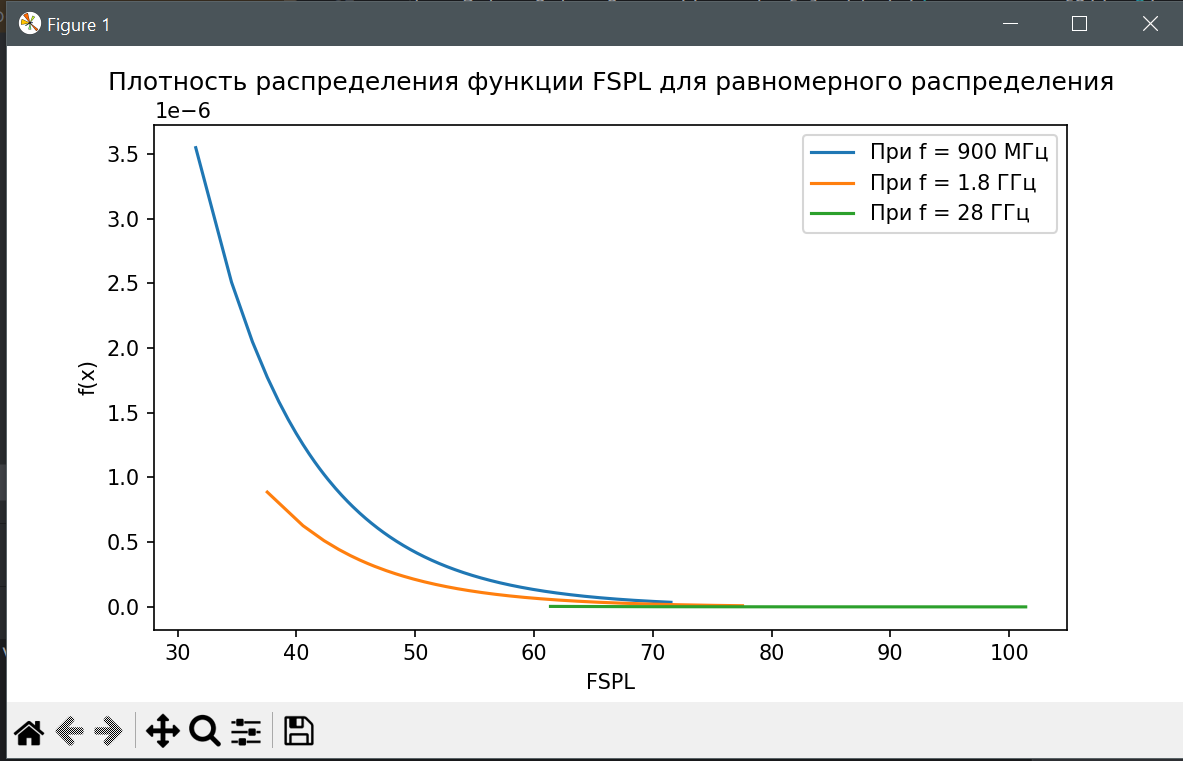 Figure 1
Плотность распределения функции FSPL для равномерного распределения
1e−6
3.5
3.0
2.5
2.0
1.5
1.0
0.5
0.0
f(x)
При f = 900 МГц
При f = 1.8 ГГц
При f = 28 ГГц
30 40 50 60 70 80 90 100
FSPL